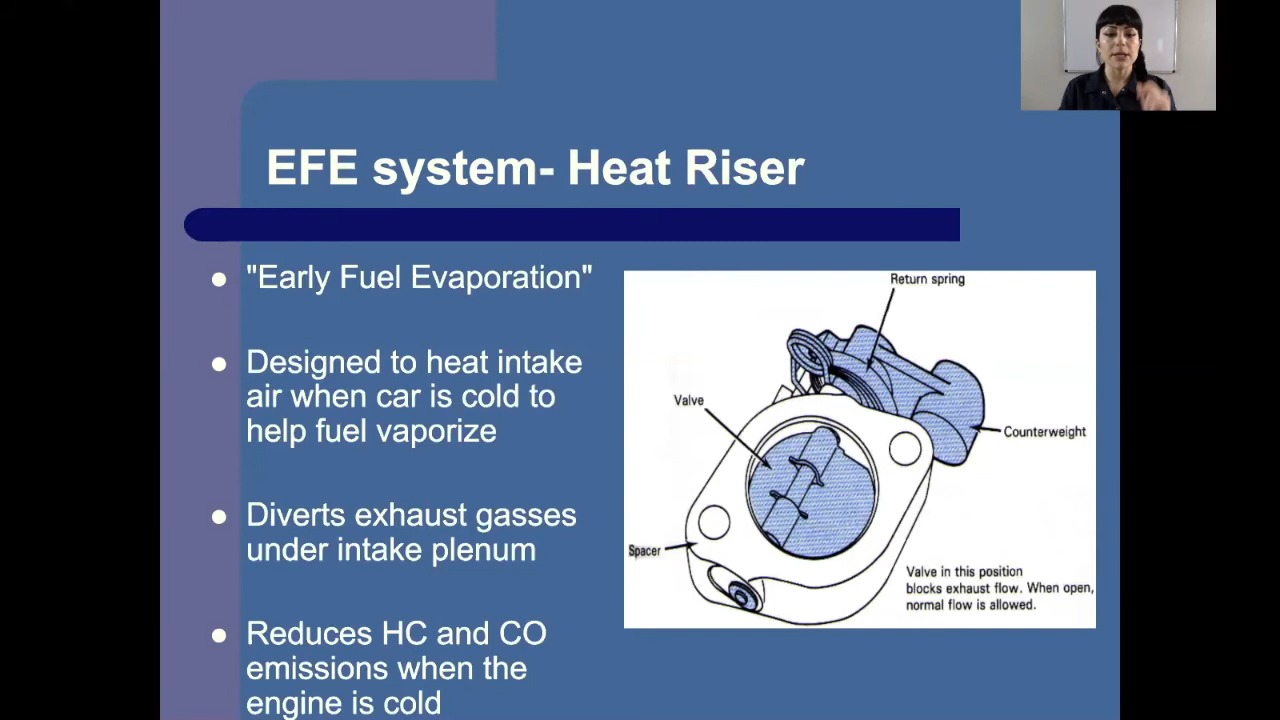 EFE system- Heat Riser
"Early Fuel Evaporation"
Designed to heat intake
air when car is cold to
help fuel vaporize
Diverts exhaust gasses
under intake plenum
Reduces HC and CO
emissions when the
engine is cold
Return spring
Valve
Counterweight
Spacer
Valve in this position
blocks exhaust flow. When open,
normal flow is allowed.